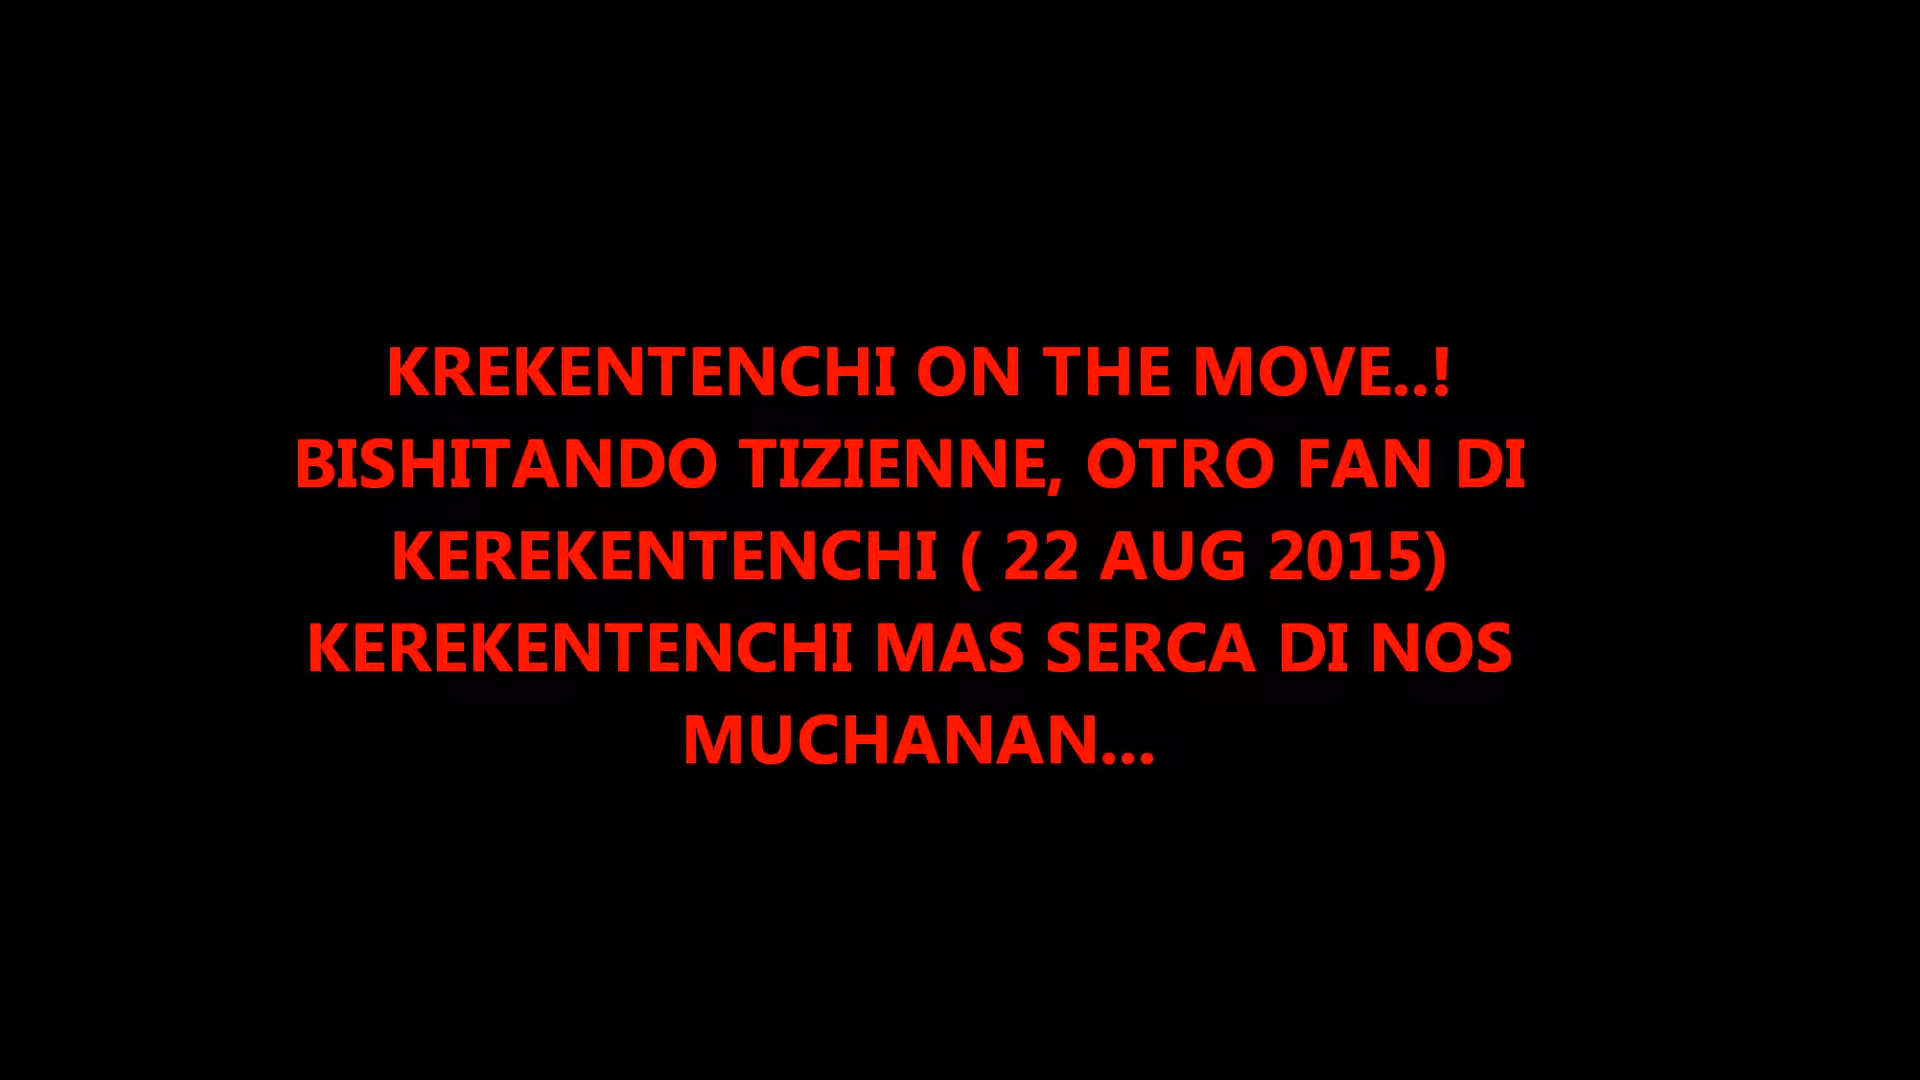 KREKENTENCHI ON THE MOVE..!
BISHITANDO TIZIENNE, OTRO FAN DI
KEREKENTENCHI ( 22 AUG 2015)
KEREKENTENCHI MAS SERCA DI NOS
MUCHANAN...